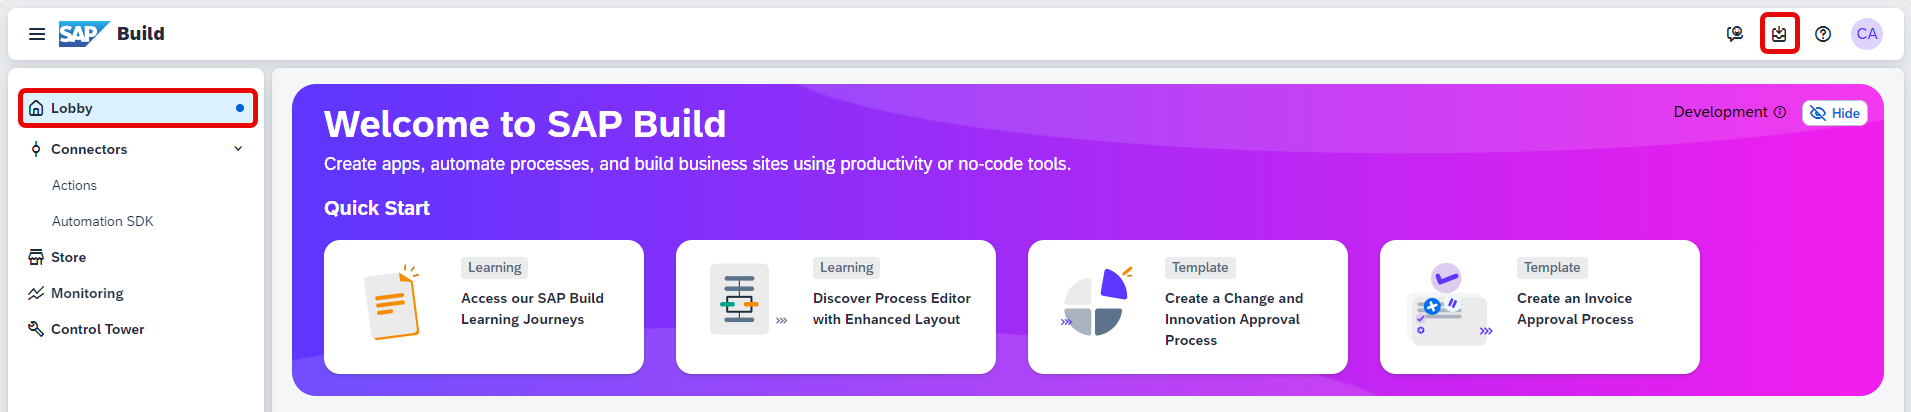 SAP Build
CA
Lobby
Connectors
Actions
Automation SDK
Store
Monitoring
Control Tower
Welcome to SAP Build
Development
Hide
Create apps, automate processes, and build business sites using productivity or no-code tools.
Quick Start
Learning
Access our SAP Build
Learning Journeys
Learning
Discover Process Editor
with Enhanced Layout
Template
Create a Change and
Innovation Approval
Process
Template
Create an Invoice
Approval Process